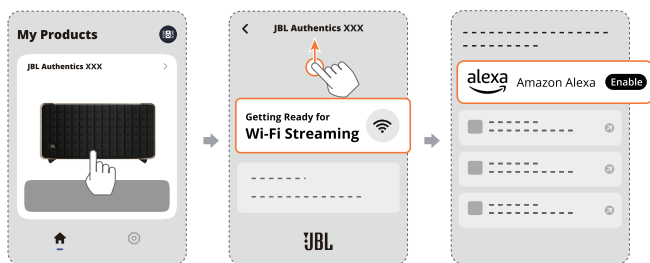 My Products
JBL Authentics XXX
JBL Authentics XXX
Getting Ready for
Wi-Fi Streaming
JBL
alexa Amazon Alexa Enable